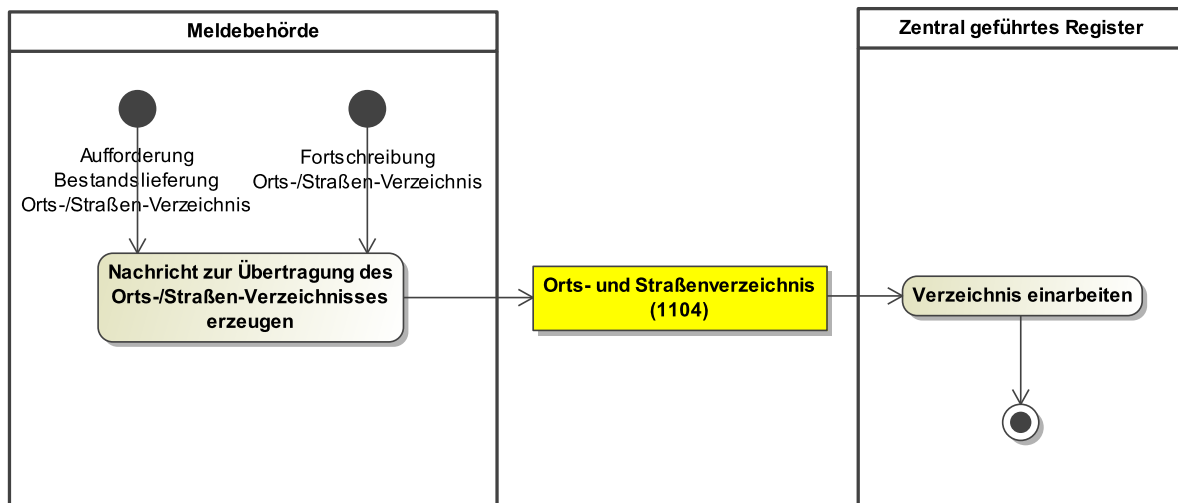 Meldebehörde
Zentral geführtes Register
Aufforderung
Bestandslieferung
Orts-/Straßen-Verzeichnis
Fortschreibung
Orts-/Straßen-Verzeichnis
Nachricht zur Übertragung des
Orts-/Straßen-Verzeichnisses
erzeugen
Orts- und Straßenverzeichnis
(1104)
Verzeichnis einarbeiten